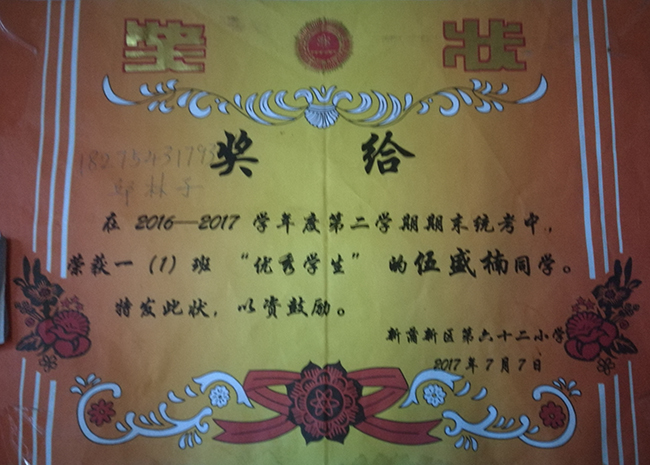 奖 状
奖 给
在 2016—2017 学年度第二学期期末统考中,
荣获一 (1) 班 “优秀学生” 的伍盛楠同学。
特发此状, 以资鼓励。
新蒲新区第六十二小学
2017年7月7日